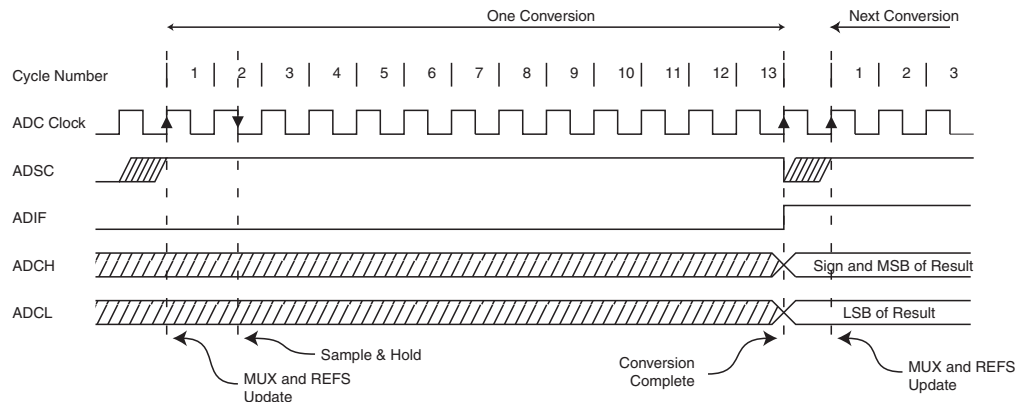 One Conversion
Next Conversion
Cycle Number 1 2 3 4 5 6 7 8 9 10 11 12 13 1 2 3
ADC Clock
ADSC
ADIF
ADCH Sign and MSB of Result
ADCL LSB of Result
Sample & Hold
MUX and REFS
Update
Conversion
Complete
MUX and REFS
Update